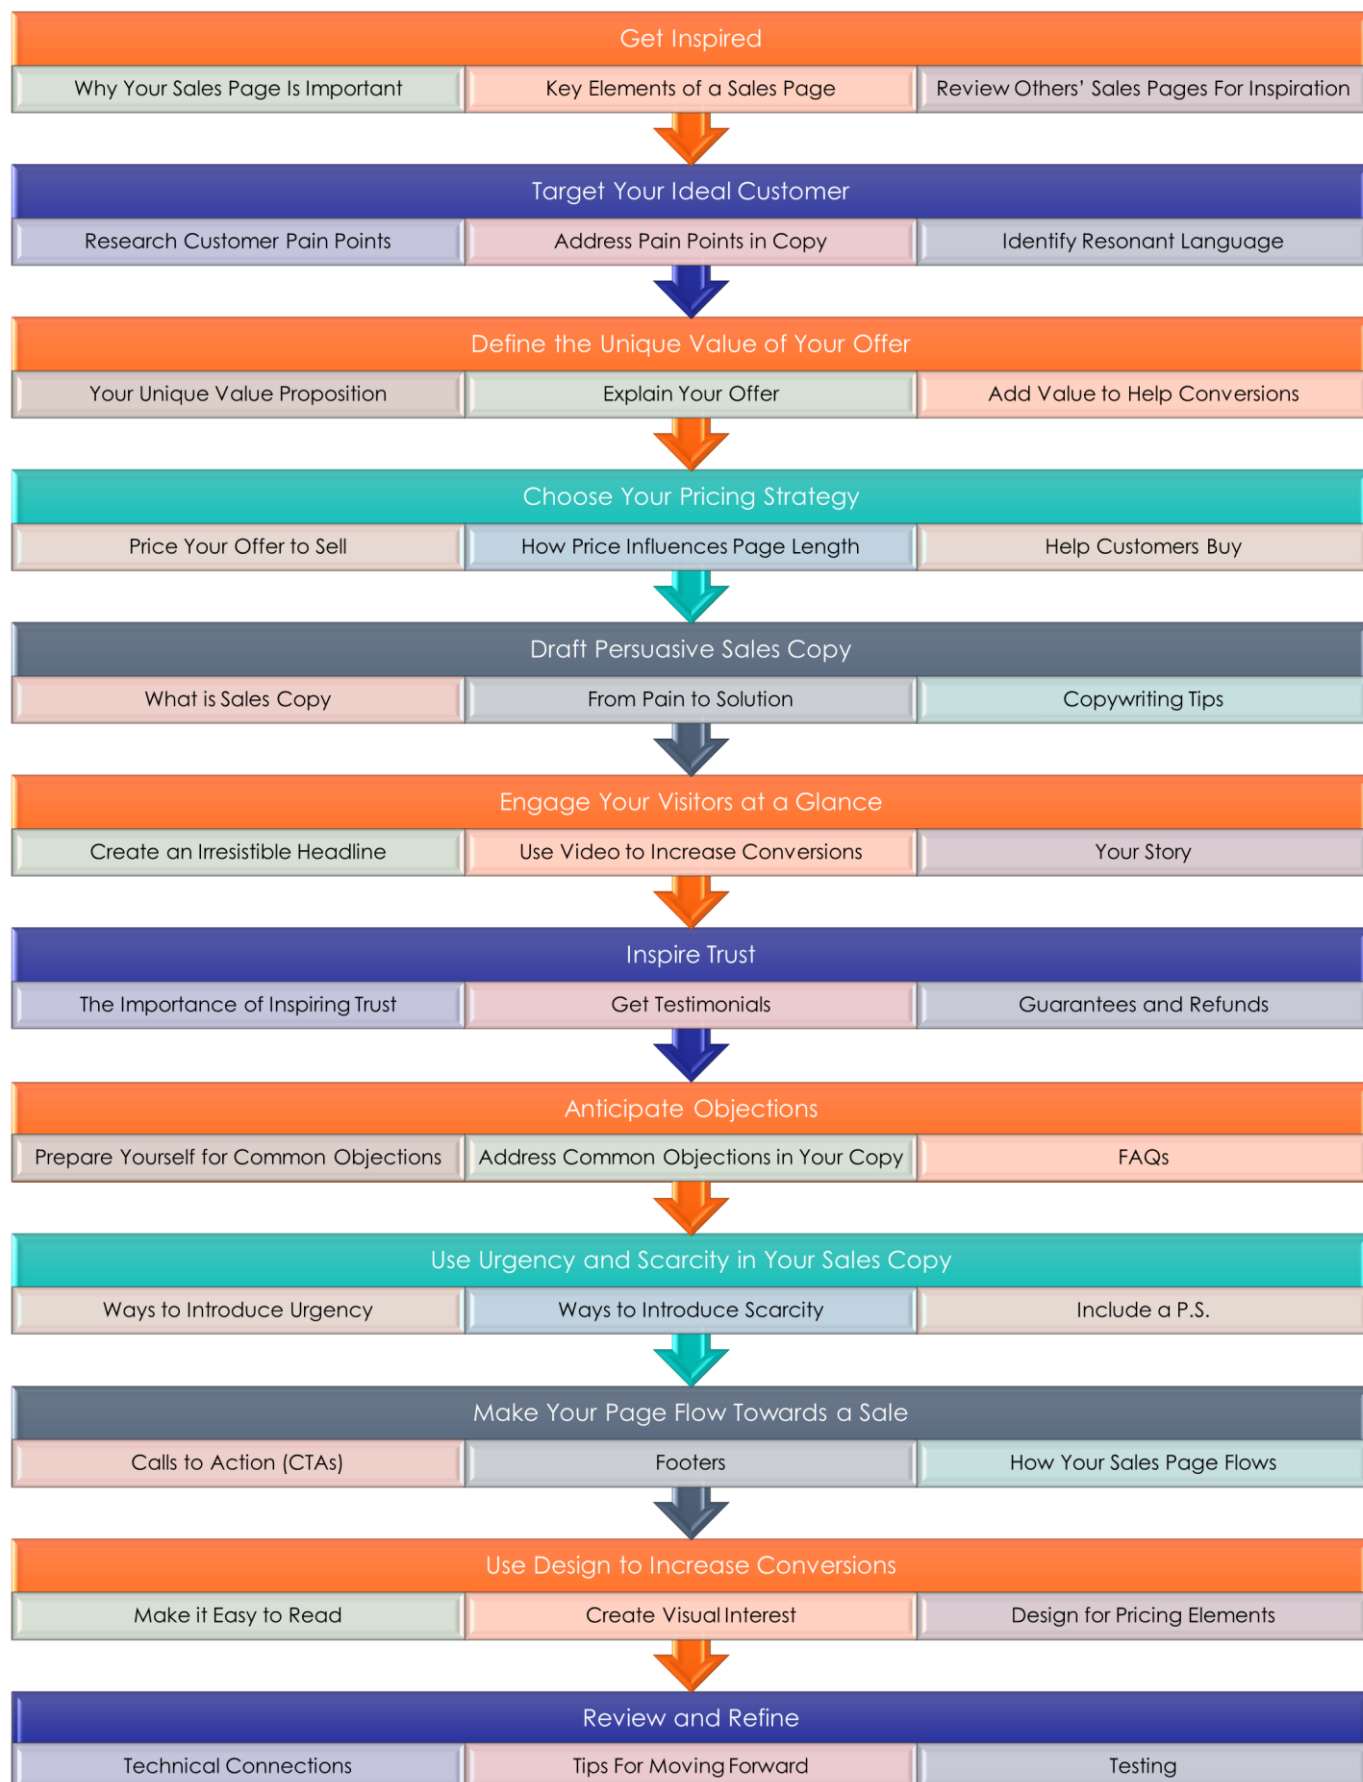 Get Inspired
Why Your Sales Page Is Important
Key Elements of a Sales Page
Review Others’ Sales Pages For Inspiration
Target Your Ideal Customer
Research Customer Pain Points
Address Pain Points in Copy
Identify Resonant Language
Define the Unique Value of Your Offer
Your Unique Value Proposition
Explain Your Offer
Add Value to Help Conversions
Choose Your Pricing Strategy
Price Your Offer to Sell
How Price Influences Page Length
Help Customers Buy
Draft Persuasive Sales Copy
What is Sales Copy
From Pain to Solution
Copywriting Tips
Engage Your Visitors at a Glance
Create an Irresistible Headline
Use Video to Increase Conversions
Your Story
Inspire Trust
The Importance of Inspiring Trust
Get Testimonials
Guarantees and Refunds
Anticipate Objections
Prepare Yourself for Common Objections
Address Common Objections in Your Copy
FAQs
Use Urgency and Scarcity in Your Sales Copy
Ways to Introduce Urgency
Ways to Introduce Scarcity
Include a P.S.
Make Your Page Flow Towards a Sale
Calls to Action (CTAs)
Footers
How Your Sales Page Flows
Use Design to Increase Conversions
Make it Easy to Read
Create Visual Interest
Design for Pricing Elements
Review and Refine
Technical Connections
Tips For Moving Forward
Testing